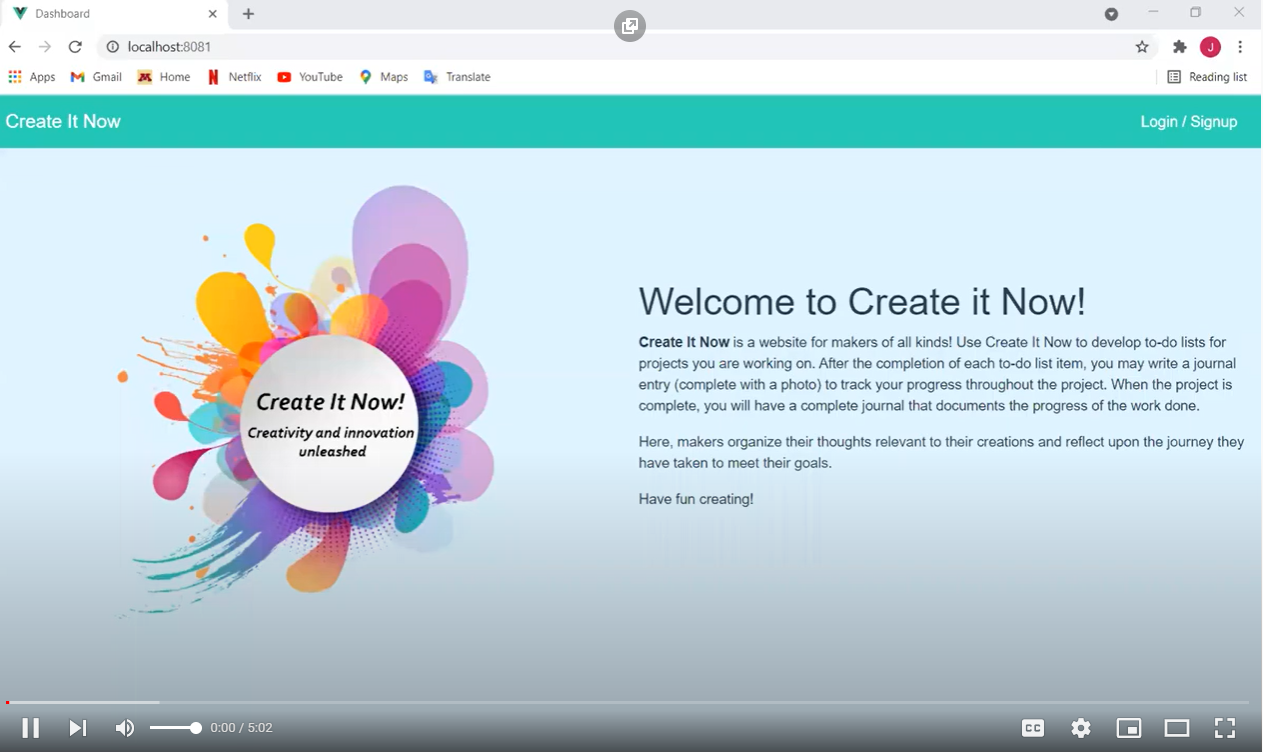 Dashboard
localhost:8081
J
Apps Gmail Home Netflix YouTube Maps Translate Reading list
Create It Now
Login / Signup
Create It Now!
Creativity and innovation
unleashed
Welcome to Create it Now!
Create It Now is a website for makers of all kinds! Use Create It Now to develop to-do lists for
projects you are working on. After the completion of each to-do list item, you may write a journal
entry (complete with a photo) to track your progress throughout the project. When the project is
complete, you will have a complete journal that documents the progress of the work done.
Here, makers organize their thoughts relevant to their creations and reflect upon the journey they
have taken to meet their goals.
Have fun creating!
0:00 / 5:02
CC